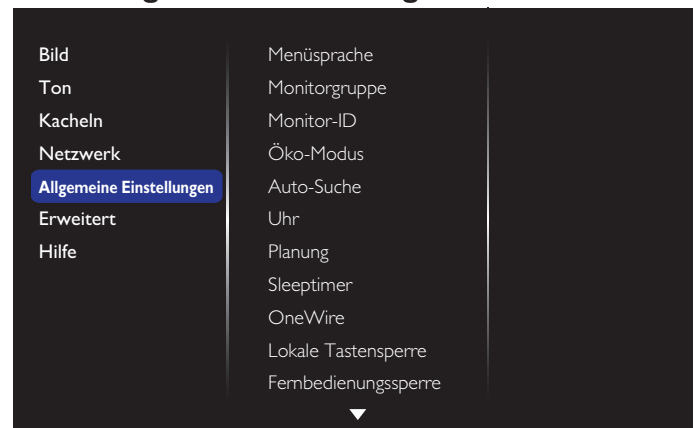 Bild
Ton
Kacheln
Netzwerk
Allgemeine Einstellungen
Erweitert
Hilfe
Menüsprache
Monitorgruppe
Monitor-ID
Öko-Modus
Auto-Suche
Uhr
Planung
Sleeptimer
OneWire
Lokale Tastensperre
Fernbedienungssperre